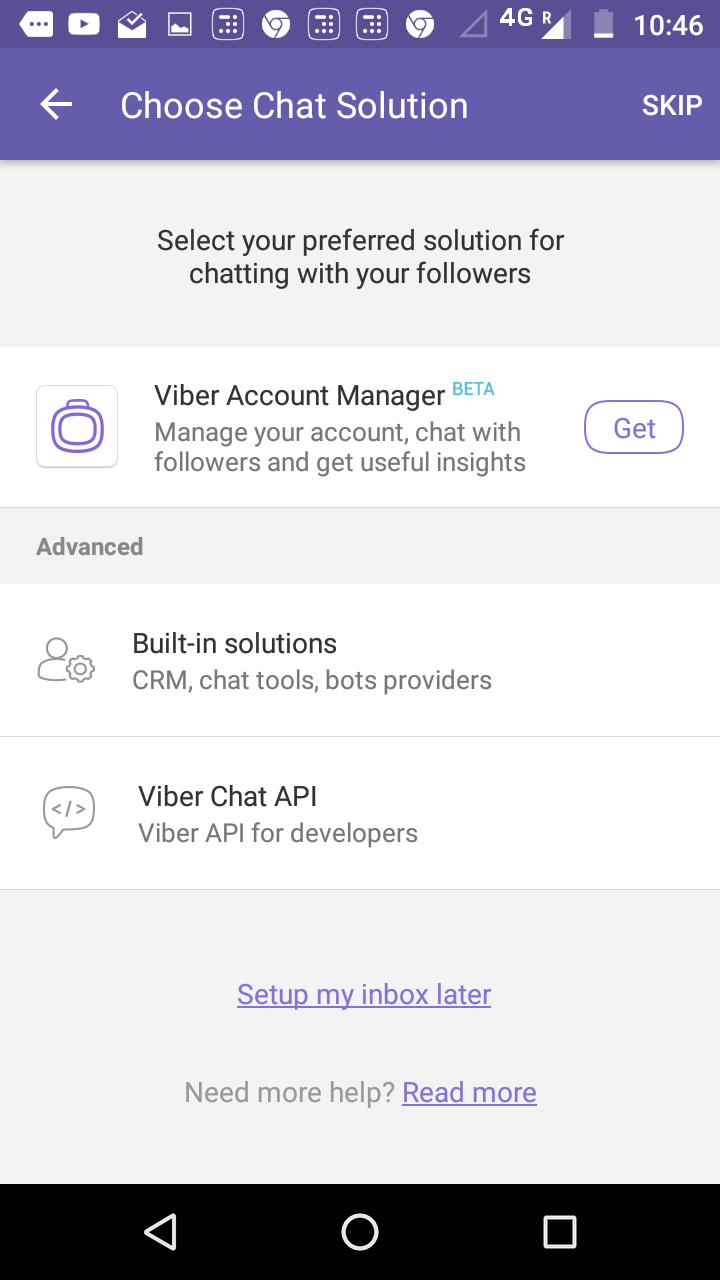 4G R 10:46
Choose Chat Solution SKIP
Select your preferred solution for
chatting with your followers
Viber Account Manager BETA
Manage your account, chat with
followers and get useful insights
Get
Advanced
Built-in solutions
CRM, chat tools, bots providers
</>
Viber Chat API
Viber API for developers
Setup my inbox later
Need more help? Read more